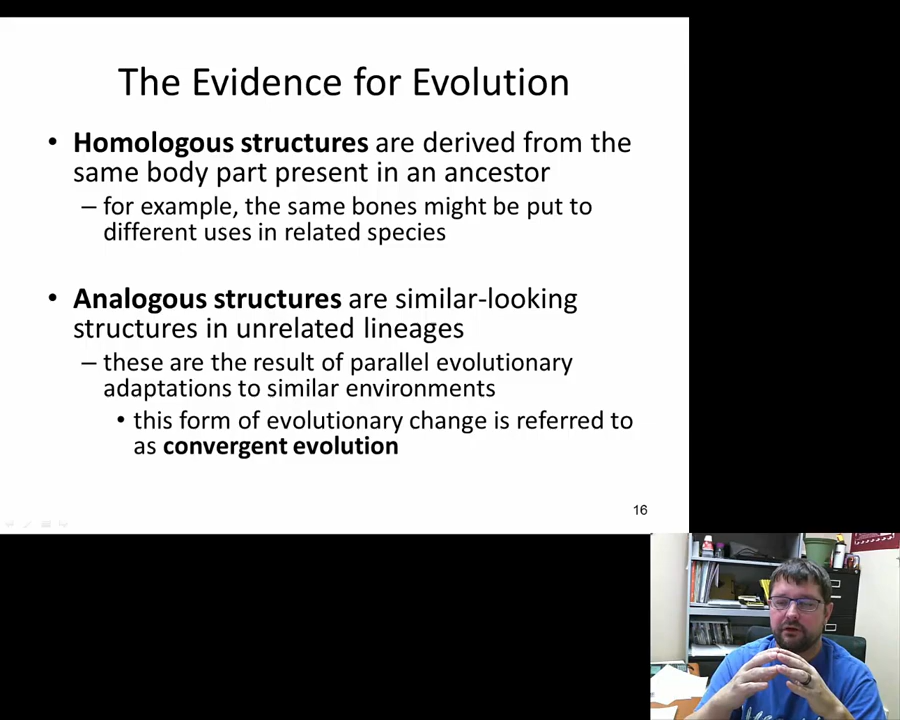 The Evidence for Evolution
• Homologous structures are derived from the
same body part present in an ancestor
– for example, the same bones might be put to
different uses in related species
• Analogous structures are similar-looking
structures in unrelated lineages
– these are the result of parallel evolutionary
adaptations to similar environments
• this form of evolutionary change is referred to
as convergent evolution
16